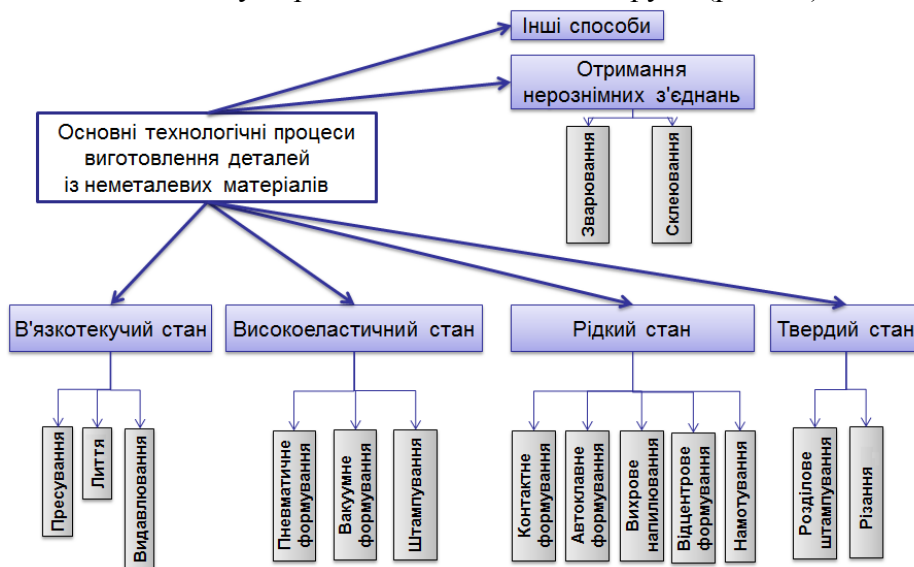 Інші способи
Отримання
нерознімних з'єднань
Основні технологічні процеси
виготовлення деталей
із неметалевих матеріалів
Зварювання
Склеювання
В'язкотекучий стан
Високоеластичний стан
Рідкий стан
Твердий стан
Пресування
Лиття
Видавлювання
Пневматичне
формування
Вакуумне
формування
Штампування
Контактне
формування
Автоклавне
формування
Вихрове
напилювання
Відцентрове
формування
Намотування
Розділове
штампування
Різання